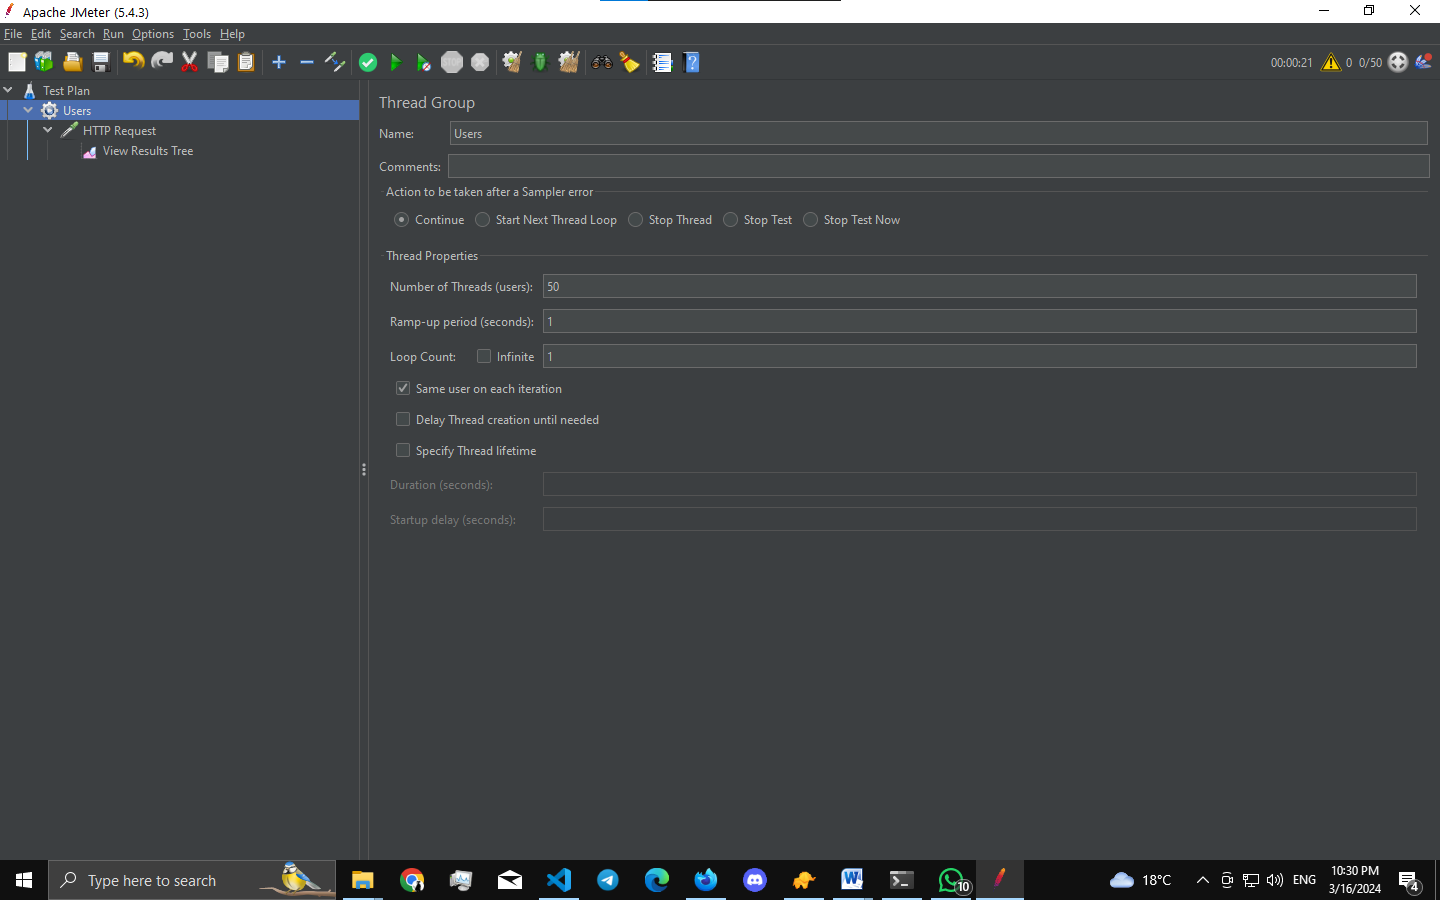 Apache JMeter (5.4.3)
File Edit Search Run Options Tools Help
STOP
00:00:21 0 0/50
Test Plan
Users
HTTP Request
View Results Tree
Thread Group
Name: Users
Comments:
Action to be taken after a Sampler error
Continue Start Next Thread Loop Stop Thread Stop Test Stop Test Now
Thread Properties
Number of Threads (users): 50
Ramp-up period (seconds): 1
Loop Count: Infinite 1
Same user on each iteration
Delay Thread creation until needed
Specify Thread lifetime
Duration (seconds):
Startup delay (seconds):
Type here to search
10
18°C
ENG
10:30 PM
3/16/2024
4